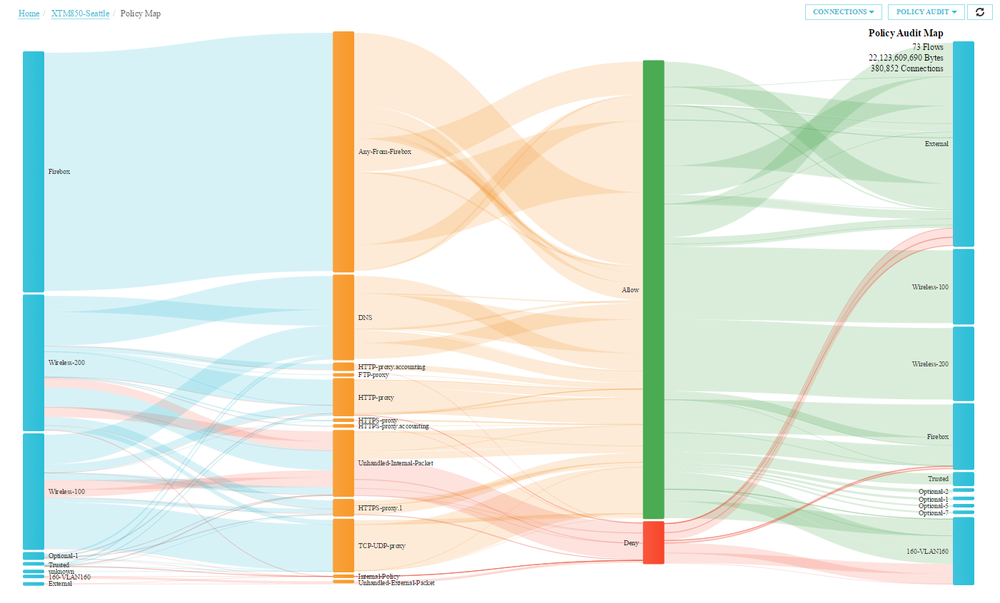 Home / XTM850-Seattle / Policy Map
CONNECTIONS
POLICY AUDIT
Policy Audit Map
73 Flows
22,123,609,690 Bytes
380,852 Connections
Firebox
Wireless-200
Wireless-100
Optional-1
Trusted
unknown
160-VLAN160
External
Any-From-Firebox
DNS
HTTP-proxy.accounting
FTP-proxy
HTTP-proxy
HTTPS-proxy
HTTPS-proxy.accounting
Unhandled-Internal-Packet
HTTPS-proxy.1
TCP-UDP-proxy
Internal-Policy
Unhandled-External-Packet
Allow
Deny
External
Wireless-100
Wireless-200
Firebox
Trusted
Optional-2
Optional-1
Optional-5
Optional-7
160-VLAN160